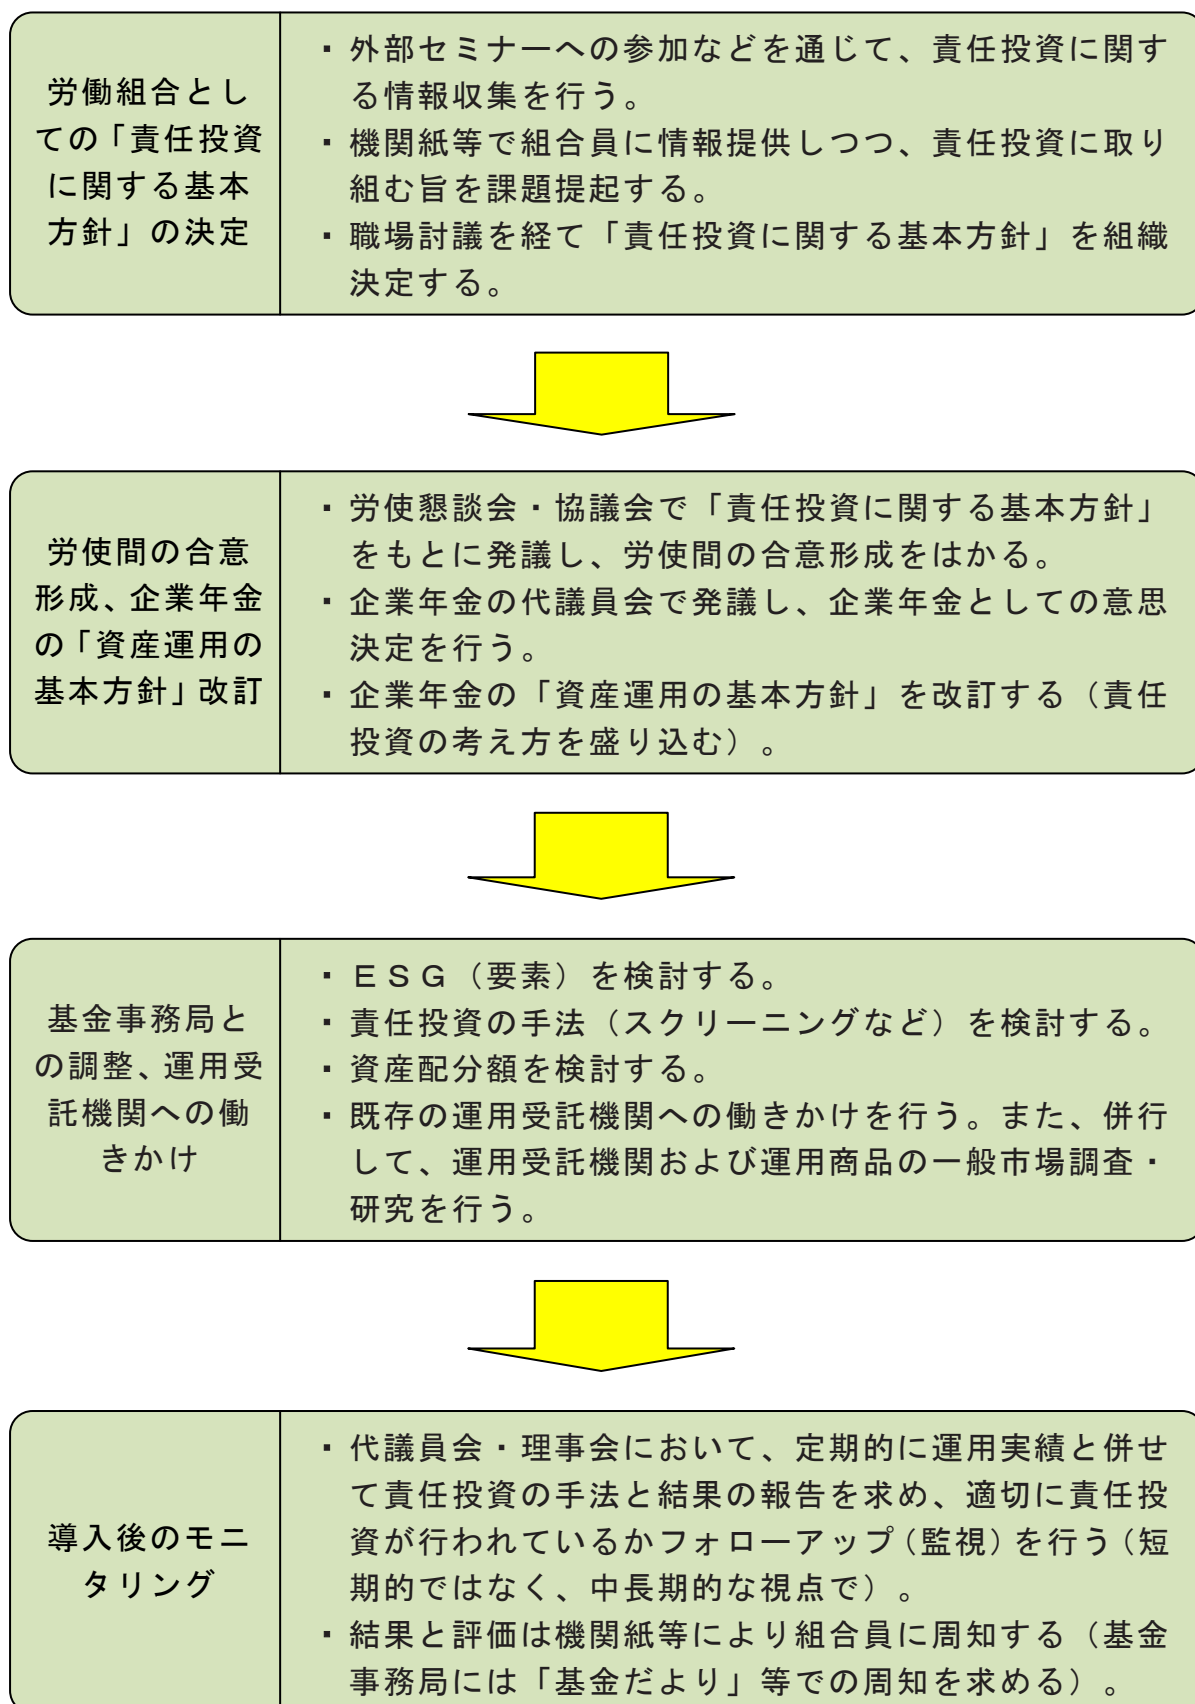 労働組合とし
ての「責任投資
に関する基本
方針」の決定
・外部セミナーへの参加などを通じて、責任投資に関す
る情報収集を行う。
・機関紙等で組合員に情報提供しつつ、責任投資に取り
組む旨を課題提起する。
・職場討議を経て「責任投資に関する基本方針」を組織
決定する。
労使間の合意
形成、企業年金
の「資産運用の
基本方針」改訂
・労使懇談会・協議会で「責任投資に関する基本方針」
をもとに発議し、労使間の合意形成をはかる。
・企業年金の代議員会で発議し、企業年金としての意思
決定を行う。
・企業年金の「資産運用の基本方針」を改訂する（責任
投資の考え方を盛り込む）。
基金事務局と
の調整、運用受
託機関への働
きかけ
・ＥＳＧ（要素）を検討する。
・責任投資の手法（スクリーニングなど）を検討する。
・資産配分額を検討する。
・既存の運用受託機関への働きかけを行う。また、併行
して、運用受託機関および運用商品の一般市場調査・
研究を行う。
導入後のモニ
タリング
・代議員会・理事会において、定期的に運用実績と併せ
て責任投資の手法と結果の報告を求め、適切に責任投
資が行われているかフォローアップ（監視）を行う（短
期的ではなく、中長期的な視点で）。
・結果と評価は機関紙等により組合員に周知する（基金
事務局には「基金だより」等での周知を求める）。